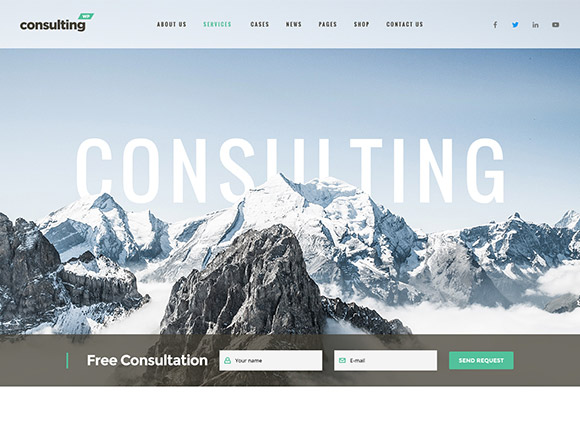 consulting WP
ABOUT US SERVICES CASES NEWS PAGES SHOP CONTACT US
CONSULTING
Free Consultation Your name E-mail SEND REQUEST